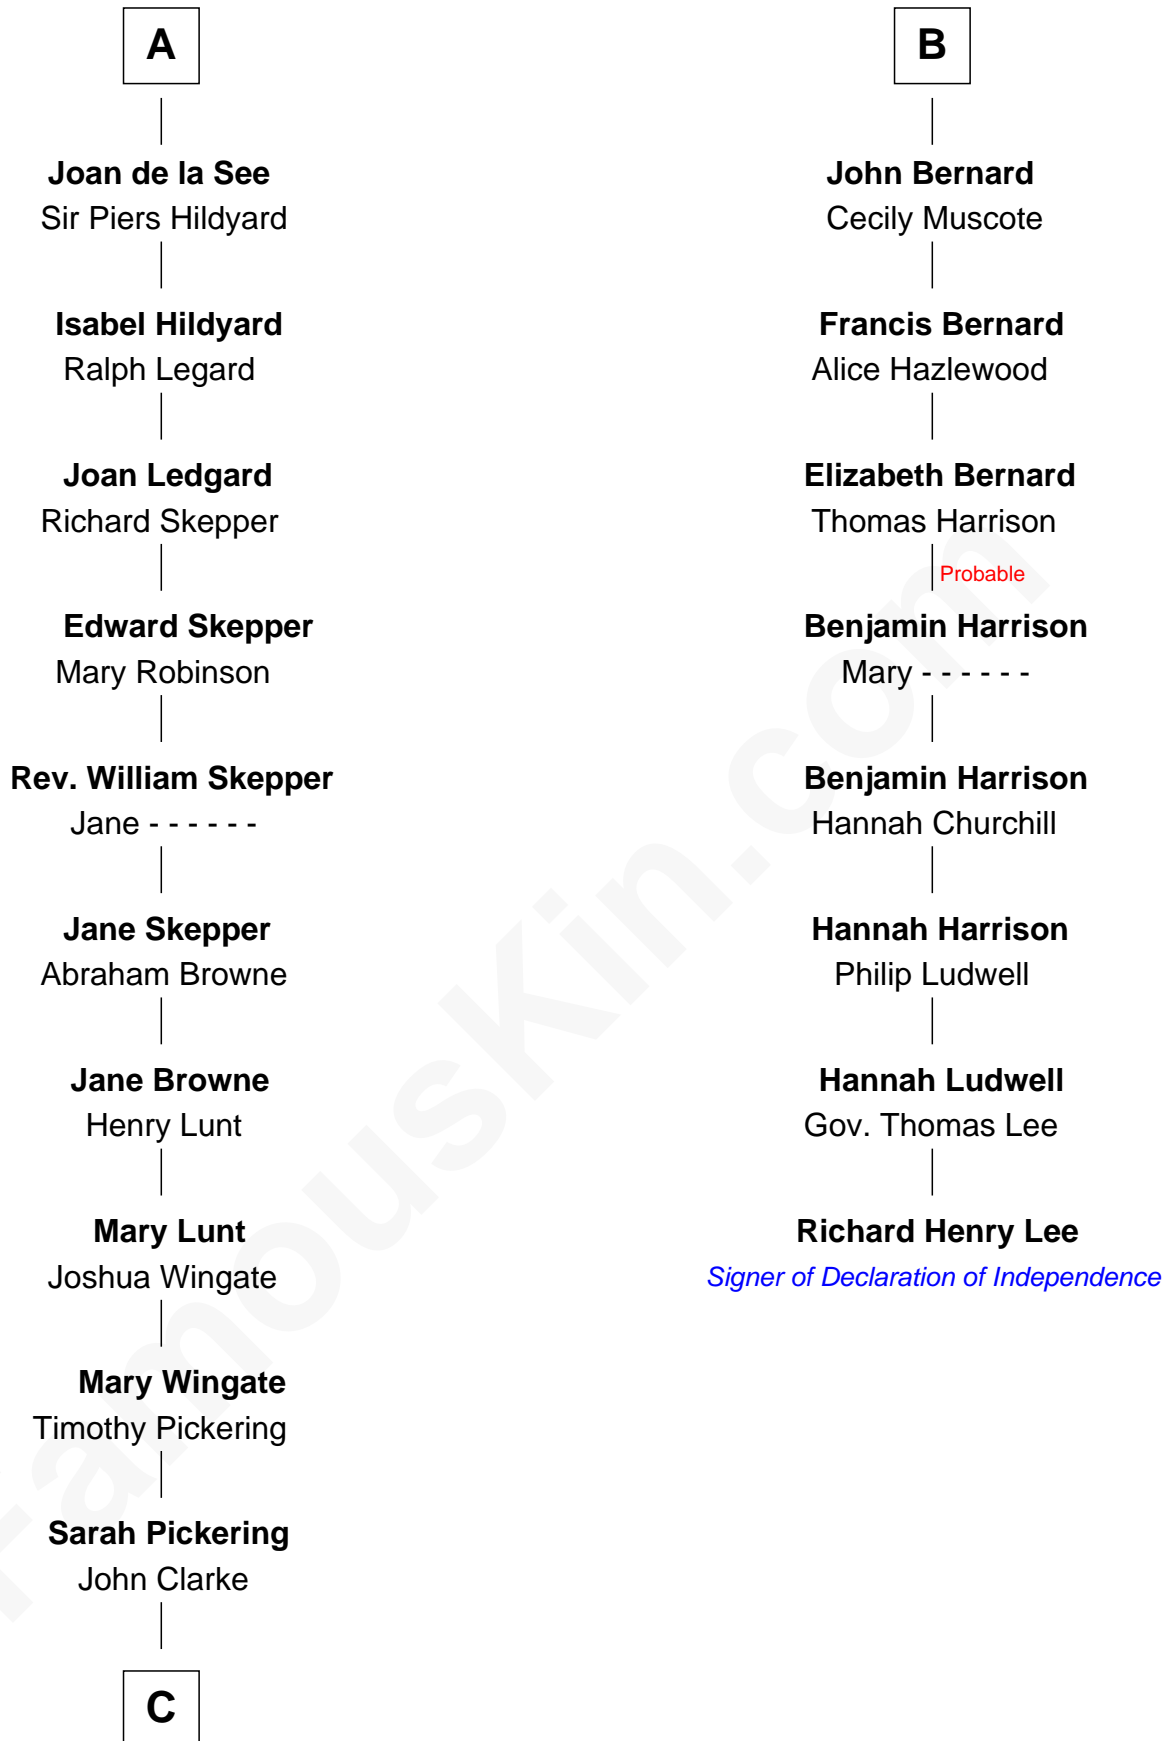 A
Joan de la See
Sir Piers Hildyard
Isabel Hildyard
Ralph Legard
Joan Ledgard
Richard Skepper
Edward Skepper
Mary Robinson
Rev. William Skepper
Jane - - - - - -
Jane Skepper
Abraham Browne
Jane Browne
Henry Lunt
Mary Lunt
Joshua Wingate
Mary Wingate
Timothy Pickering
Sarah Pickering
John Clarke
C
B
John Bernard
Cecily Muscote
Francis Bernard
Alice Hazlewood
Elizabeth Bernard
Thomas Harrison
Probable
Benjamin Harrison
Mary - - - - - -
Benjamin Harrison
Hannah Churchill
Hannah Harrison
Philip Ludwell
Hannah Ludwell
Gov. Thomas Lee
Richard Henry Lee
Signer of Declaration of Independence
FamousKin.com